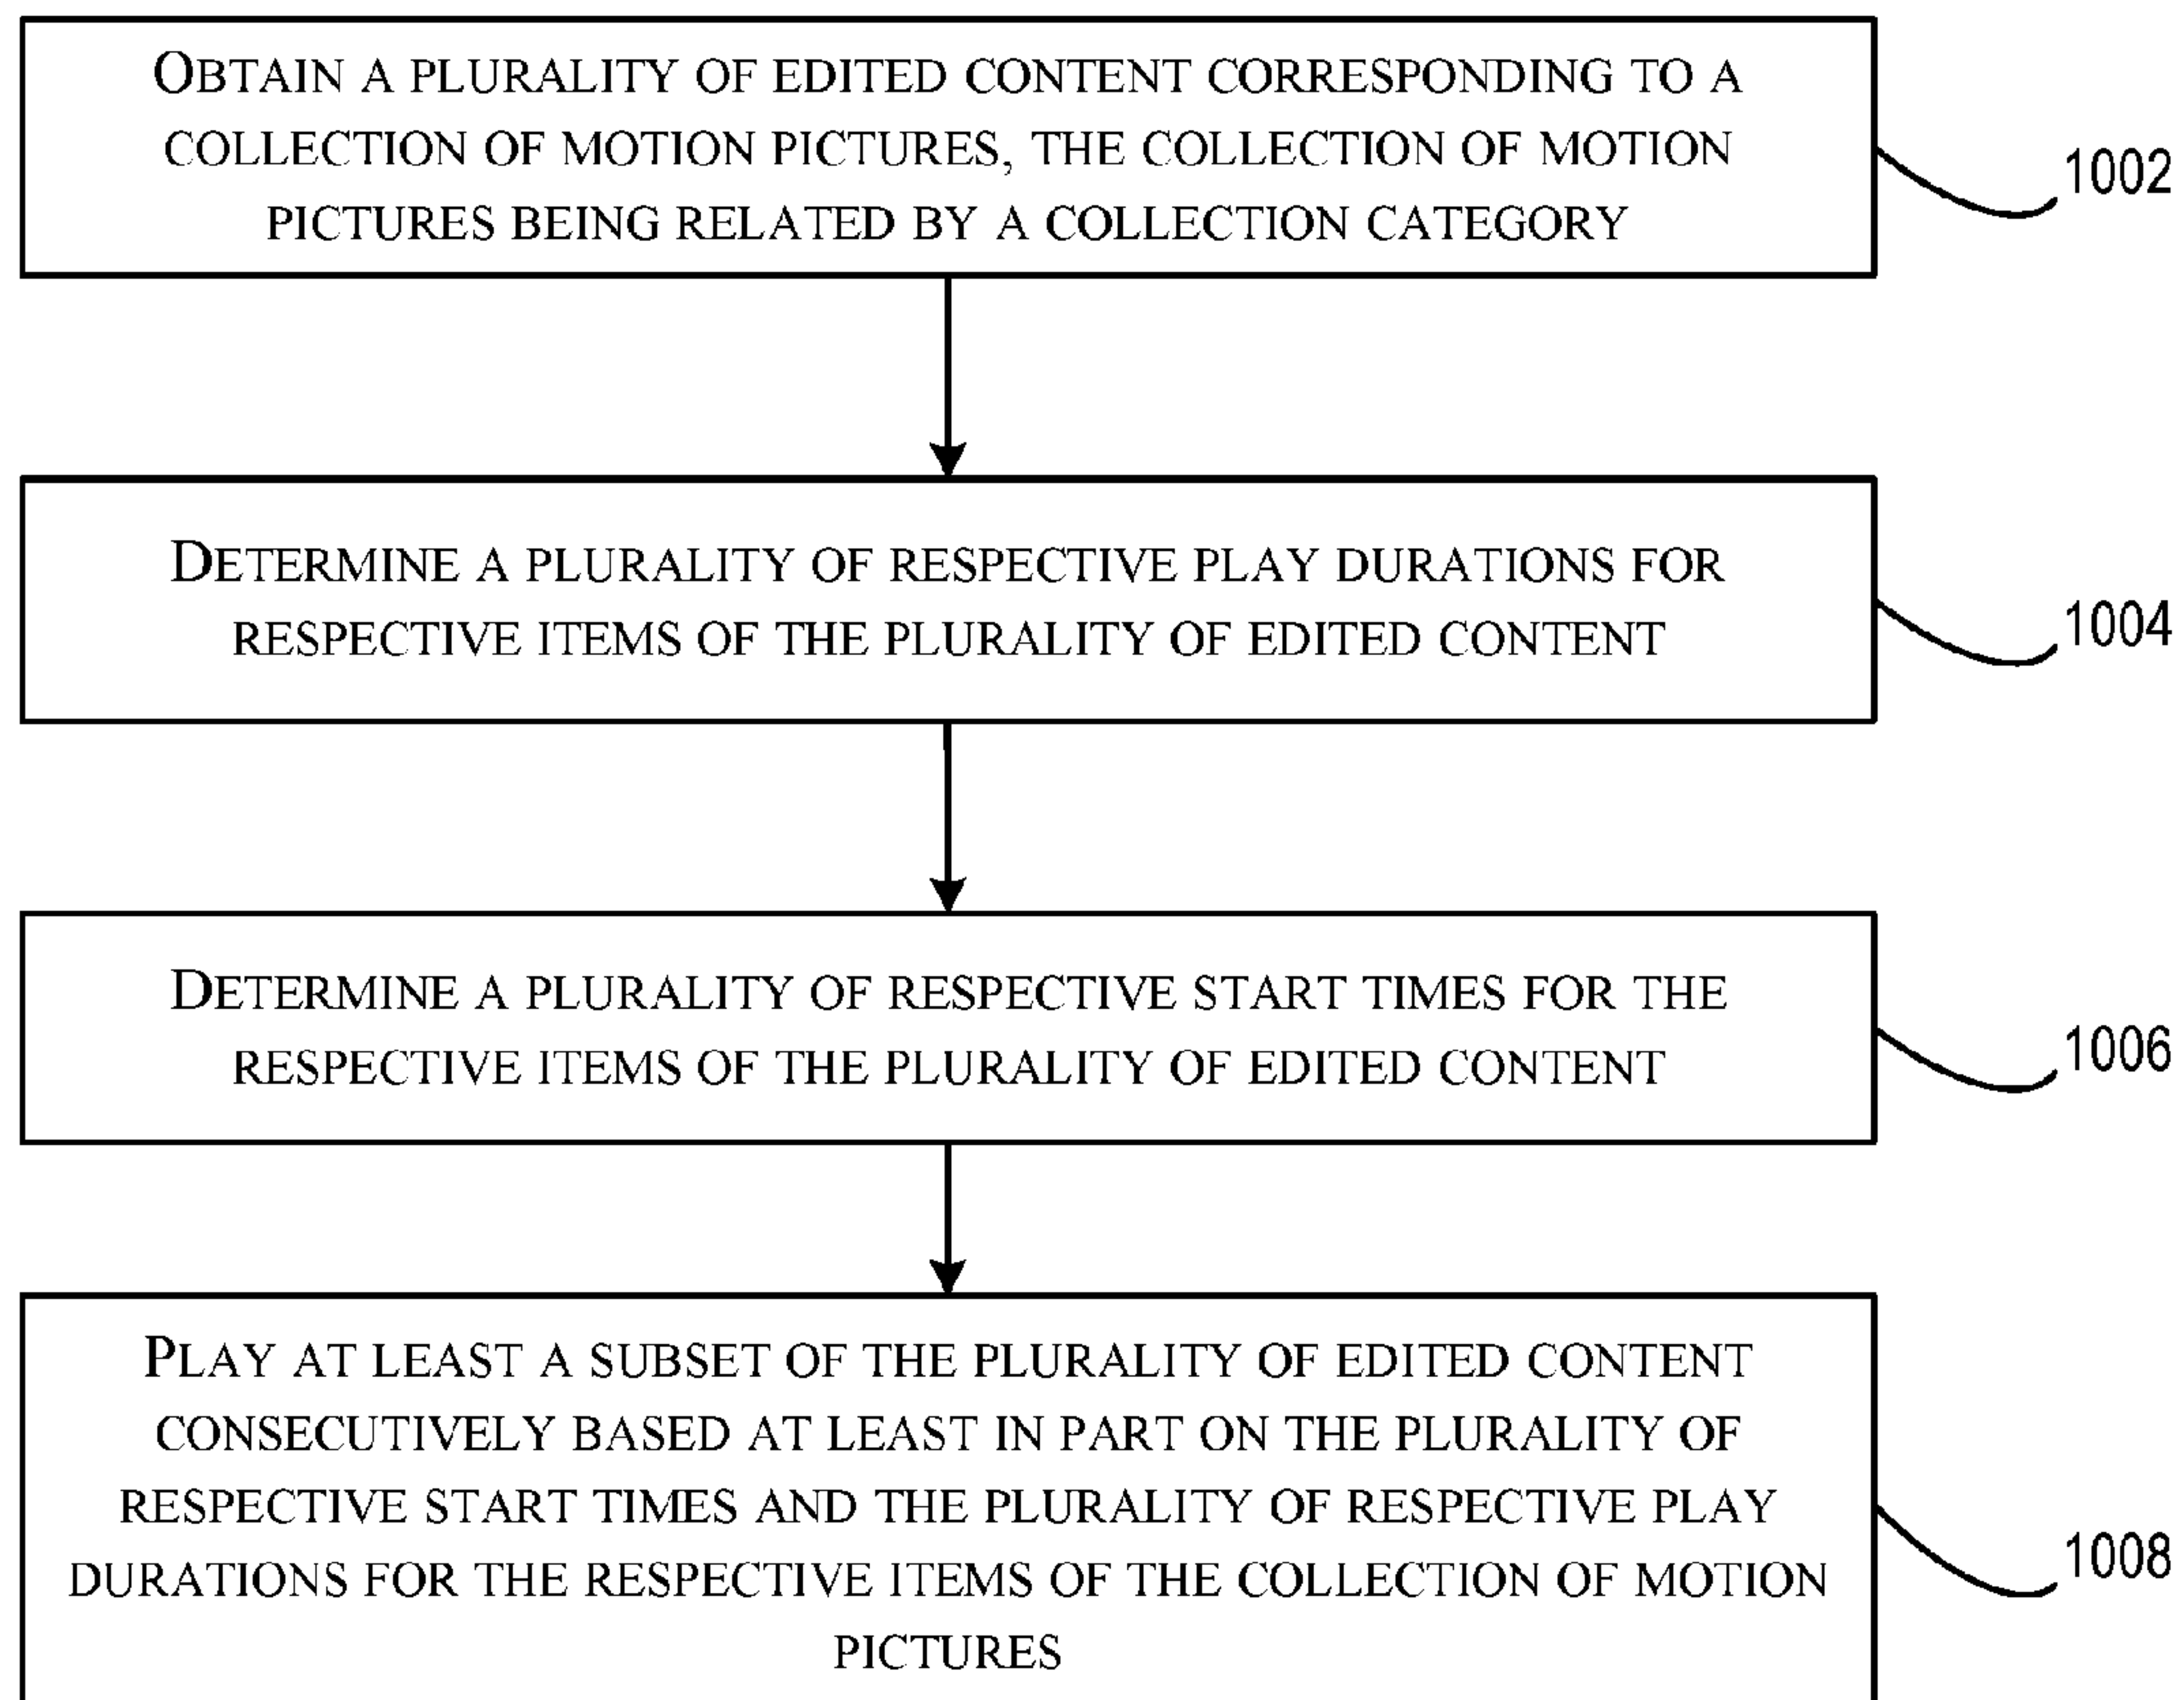 OBTAIN A PLURALITY OF EDITED CONTENT CORRESPONDING TO A
COLLECTION OF MOTION PICTURES, THE COLLECTION OF MOTION
PICTURES BEING RELATED BY A COLLECTION CATEGORY
1002
DETERMINE A PLURALITY OF RESPECTIVE PLAY DURATIONS FOR
RESPECTIVE ITEMS OF THE PLURALITY OF EDITED CONTENT
1004
DETERMINE A PLURALITY OF RESPECTIVE START TIMES FOR THE
RESPECTIVE ITEMS OF THE PLURALITY OF EDITED CONTENT
1006
PLAY AT LEAST A SUBSET OF THE PLURALITY OF EDITED CONTENT
CONSECUTIVELY BASED AT LEAST IN PART ON THE PLURALITY OF
RESPECTIVE START TIMES AND THE PLURALITY OF RESPECTIVE PLAY
DURATIONS FOR THE RESPECTIVE ITEMS OF THE COLLECTION OF MOTION
PICTURES
1008